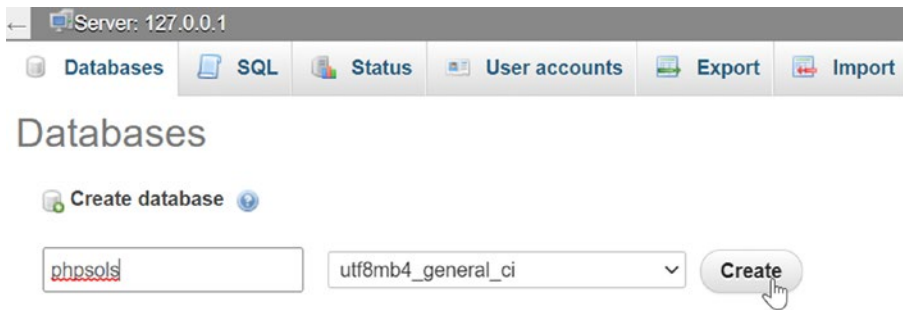 Server: 127.0.0.1
Databases SQL Status User accounts Export Import
Databases
Create database
phpsols utf8mb4_general_ci Create